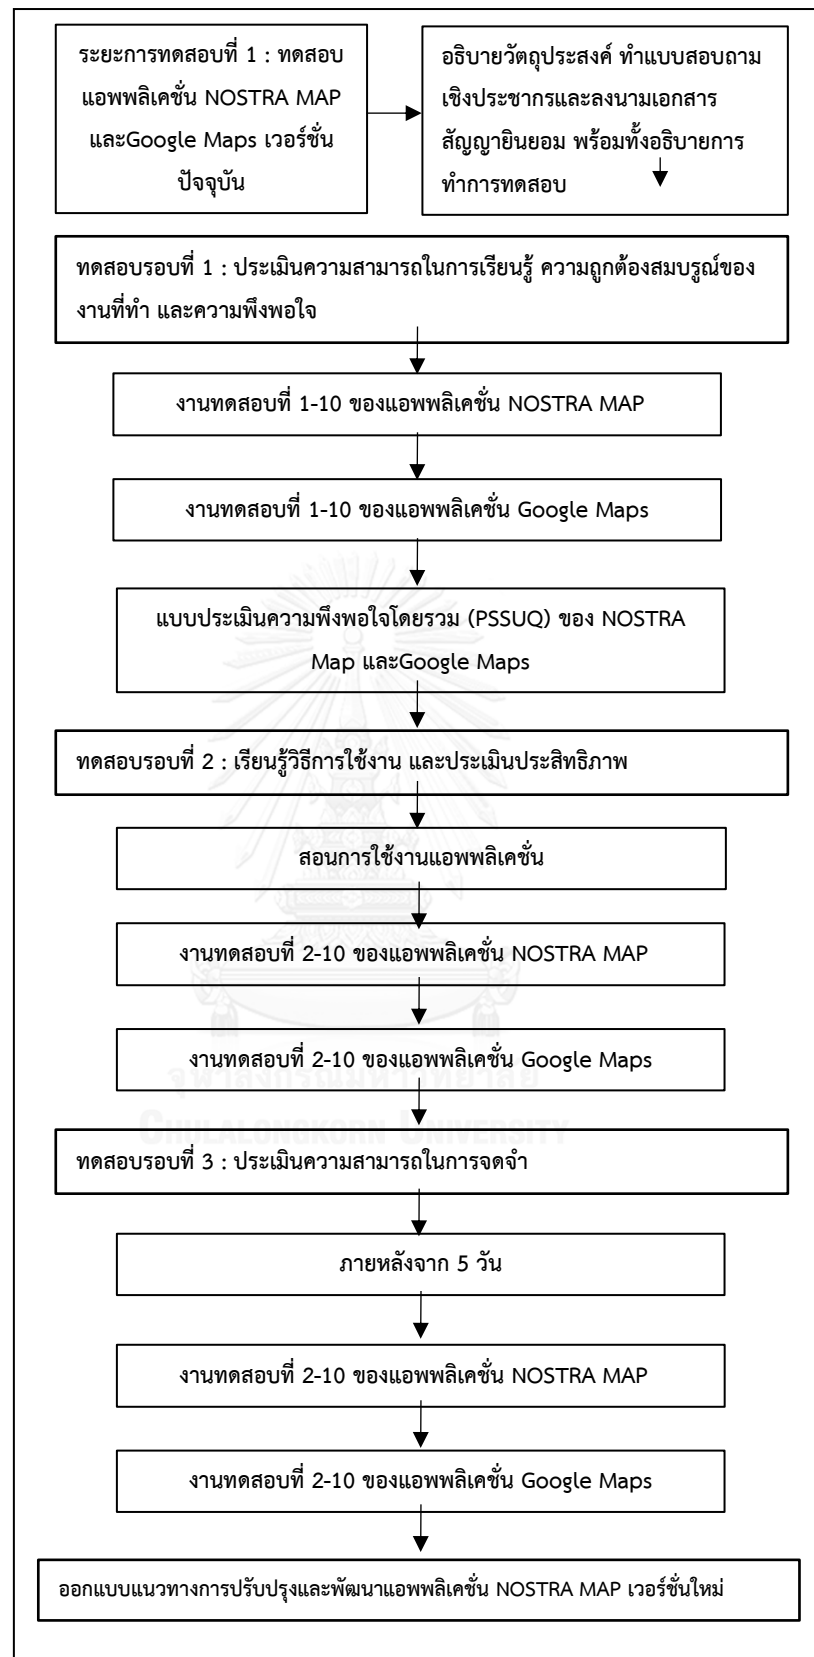 ระยะการทดสอบที่ 1 : ทดสอบ
แอพพลิเคชั่น NOSTRA MAP
และGoogle Maps เวอร์ชั่น
ปัจจุบัน
อธิบายวัตถุประสงค์ ทำแบบสอบถาม
เชิงประชากรและลงนามเอกสาร
สัญญายินยอม พร้อมทั้งอธิบายการ
ทำการทดสอบ
ทดสอบรอบที่ 1 : ประเมินความสามารถในการเรียนรู้ ความถูกต้องสมบรูณ์ของ
งานที่ทำ และความพึงพอใจ
งานทดสอบที่ 1-10 ของแอพพลิเคชั่น NOSTRA MAP
งานทดสอบที่ 1-10 ของแอพพลิเคชั่น Google Maps
แบบประเมินความพึงพอใจโดยรวม (PSSUQ) ของ NOSTRA
Map และGoogle Maps
ทดสอบรอบที่ 2 : เรียนรู้วิธีการใช้งาน และประเมินประสิทธิภาพ
สอนการใช้งานแอพพลิเคชั่น
งานทดสอบที่ 2-10 ของแอพพลิเคชั่น NOSTRA MAP
งานทดสอบที่ 2-10 ของแอพพลิเคชั่น Google Maps
จุฬาลงกรณ์มหาวิทยาลัย
CHULALONGKORN UNIVERSITY
ทดสอบรอบที่ 3 : ประเมินความสามารถในการจดจำ
ภายหลังจาก 5 วัน
งานทดสอบที่ 2-10 ของแอพพลิเคชั่น NOSTRA MAP
งานทดสอบที่ 2-10 ของแอพพลิเคชั่น Google Maps
ออกแบบแนวทางการปรับปรุงและพัฒนาแอพพลิเคชั่น NOSTRA MAP เวอร์ชั่นใหม่